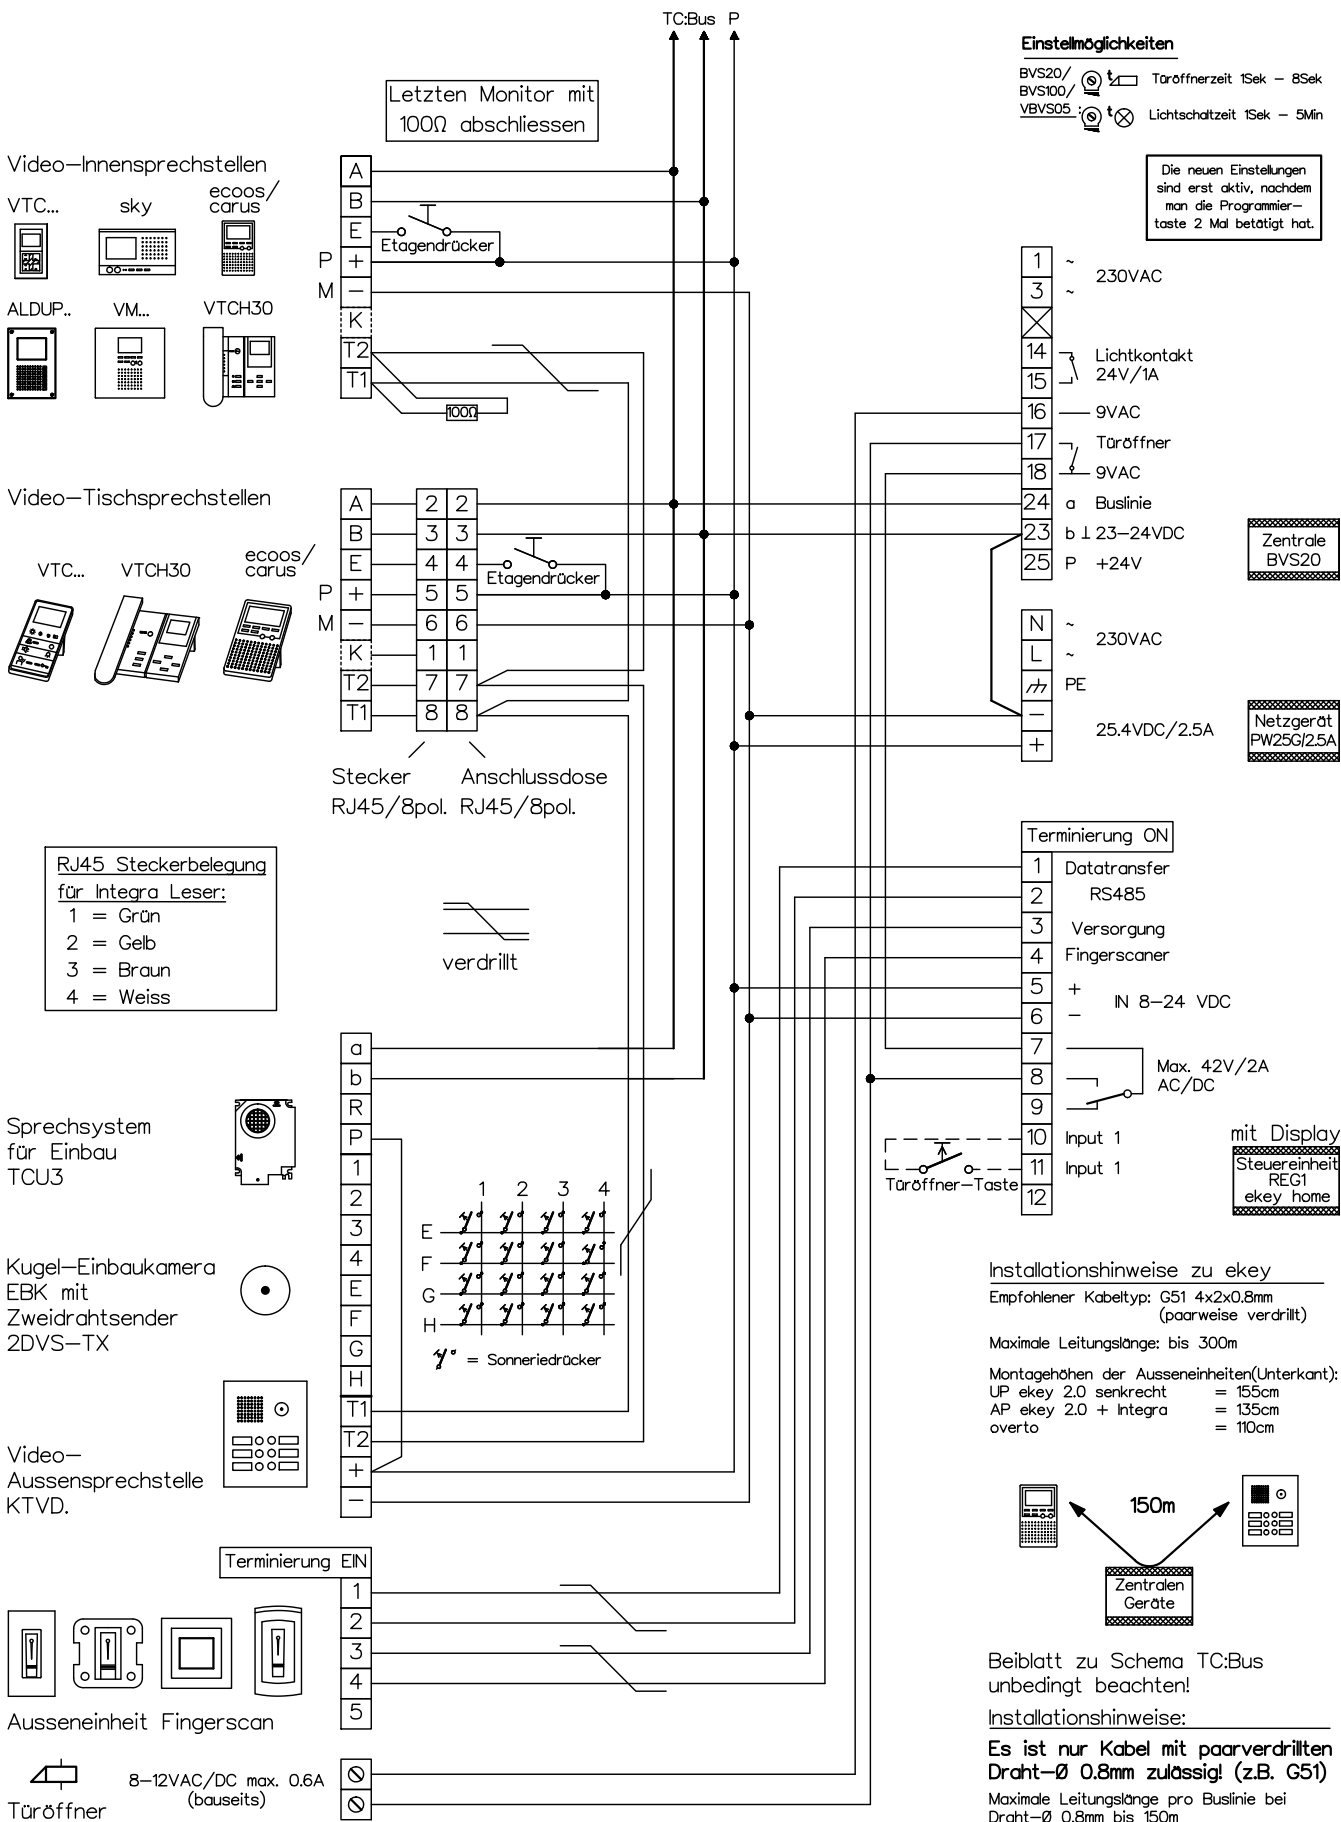 TC:Bus P
Einstellmöglichkeiten
BVS20/
BVS100/
VBVS05 :
t Türöffnerzeit 1Sek – 8Sek
t Lichtschaltzeit 1Sek – 5Min
Letzten Monitor mit
100Ω abschliessen
Die neuen Einstellungen
sind erst aktiv, nachdem
man die Programmier–
taste 2 Mal betätigt hat.
Video–Innensprechstellen
VTC... sky ecoos/
carus
ALDUP.. VM... VTCH30
A
B
E
P +
M –
K
T2
T1
Etagendrücker
100Ω
1 ~
230VAC
3 ~
14 Lichtkontakt
15 24V/1A
16 9VAC
17 Türöffner
18 9VAC
24 a Buslinie
23 b ⊥ 23–24VDC
25 P +24V
Zentrale
BVS20
Video–Tischsprechstellen
VTC... VTCH30 ecoos/
carus
A 2 2
B 3 3
E 4 4
P + 5 5
M – 6 6
K 1 1
T2 7 7
T1 8 8
Etagendrücker
Stecker
RJ45/8pol.
Anschlussdose
RJ45/8pol.
N ~
230VAC
L ~
PE
–
25.4VDC/2.5A
+
Netzgerät
PW25G/2.5A
RJ45 Steckerbelegung
für Integra Leser:
1 = Grün
2 = Gelb
3 = Braun
4 = Weiss
verdrillt
Terminierung ON
1 Datatransfer
2 RS485
3 Versorgung
4 Fingerscaner
5 +
IN 8–24 VDC
6 –
7
8
9
Max. 42V/2A
AC/DC
10 Input 1
11 Input 1
12
Türöffner–Taste
mit Display
Steuereinheit
REG1
ekey home
Sprechsystem
für Einbau
TCU3
Kugel–Einbaukamera
EBK mit
Zweidrahtsender
2DVS–TX
Video–
Aussensprechstelle
KTVD.
a
b
R
P
1
2
3
4
E
F
G
H
T1
T2
+
–
1 2 3 4
E
F
G
H
= Sonneriedrücker
Installationshinweise zu ekey
Empfohlener Kabeltyp: G51 4x2x0.8mm
(paarweise verdrillt)
Maximale Leitungslänge: bis 300m
Montagehöhen der Ausseneinheiten(Unterkant):
UP ekey 2.0 senkrecht = 155cm
AP ekey 2.0 + Integra = 135cm
overto = 110cm
150m
Zentralen
Geräte
Terminierung EIN
1
2
3
4
5
Ausseneinheit Fingerscan
Türöffner
8–12VAC/DC max. 0.6A
(bauseits)
Beiblatt zu Schema TC:Bus
unbedingt beachten!
Installationshinweise:
Es ist nur Kabel mit paarverdrillten
Draht–Ø 0.8mm zulässig! (z.B. G51)
Maximale Leitungslänge pro Buslinie bei
Draht–Ø 0.8mm bis 150m